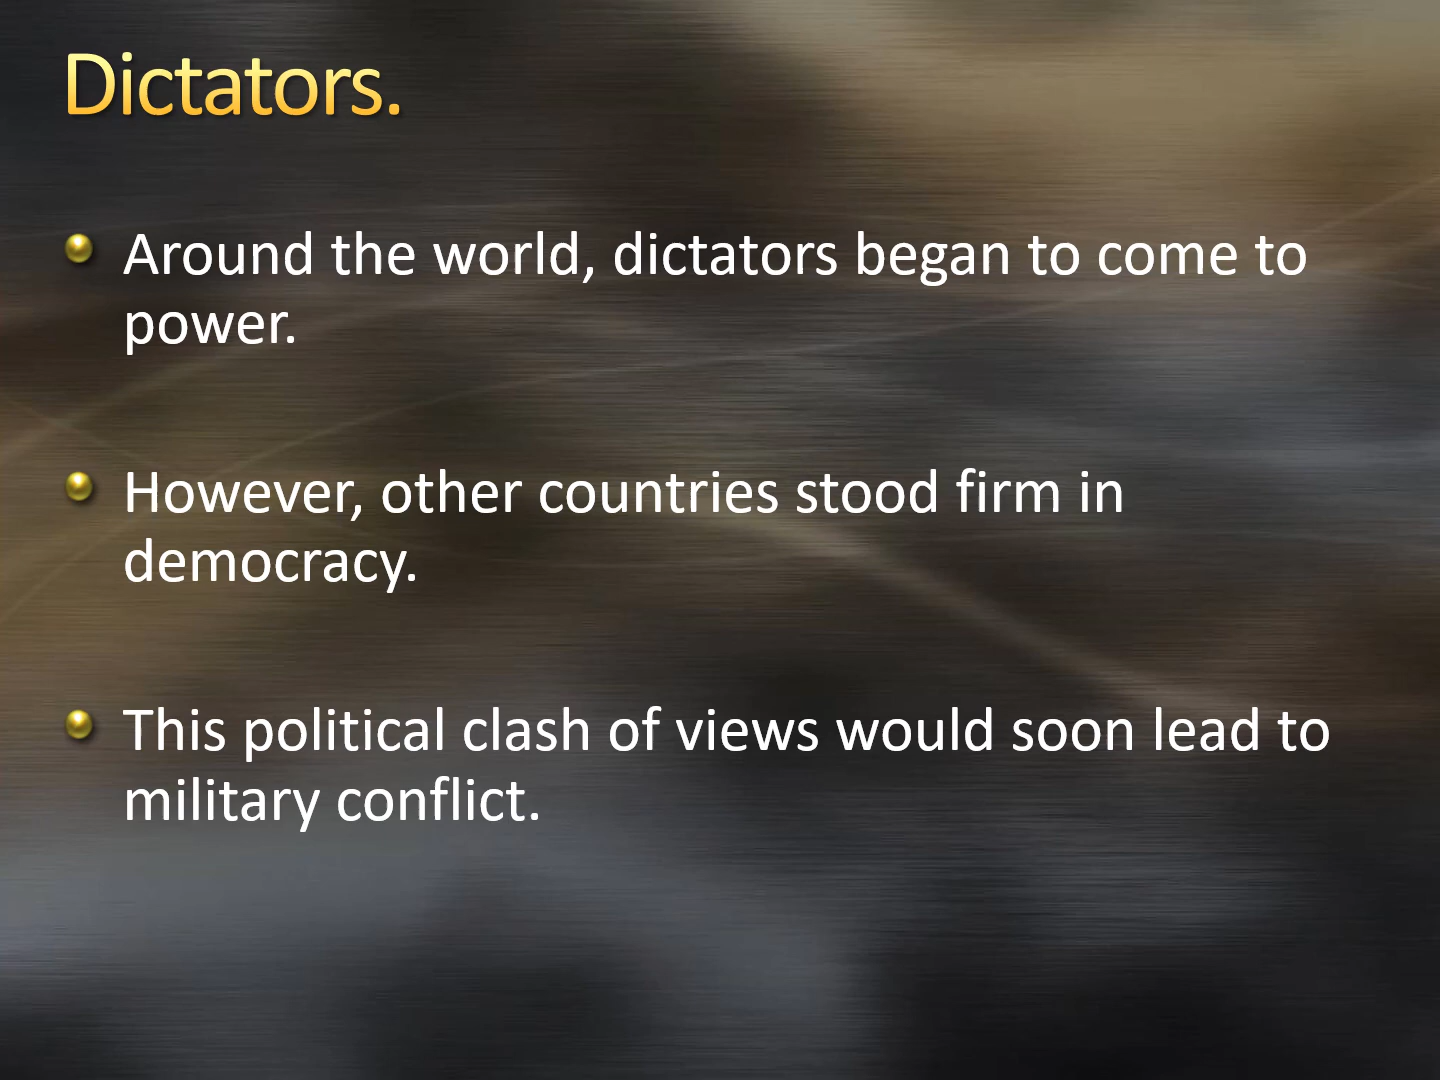 Dictators.
Around the world, dictators began to come to
power.
However, other countries stood firm in
democracy.
This political clash of views would soon lead to
military conflict.